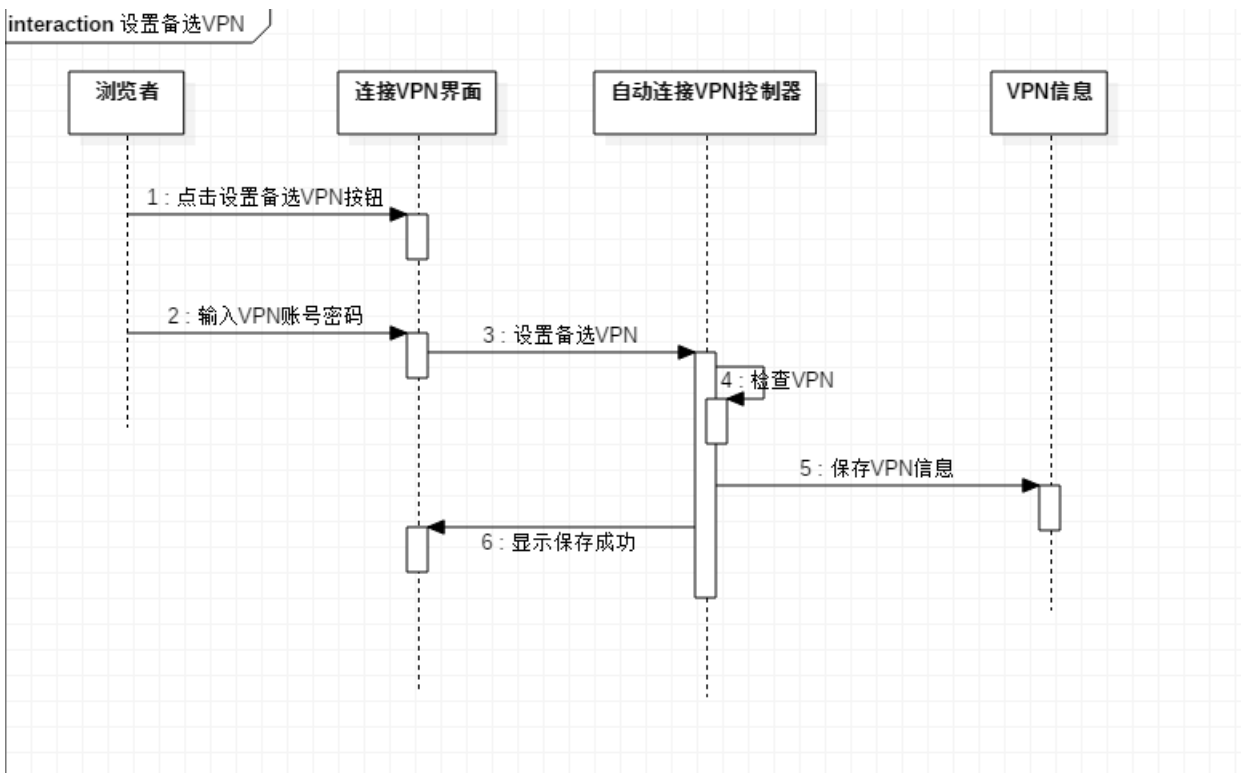 interaction 设置备选VPN
浏览者
连接VPN界面
自动连接VPN控制器
VPN信息
1 : 点击设置备选VPN按钮
2 : 输入VPN账号密码
3 : 设置备选VPN
4 : 检查VPN
5 : 保存VPN信息
6 : 显示保存成功